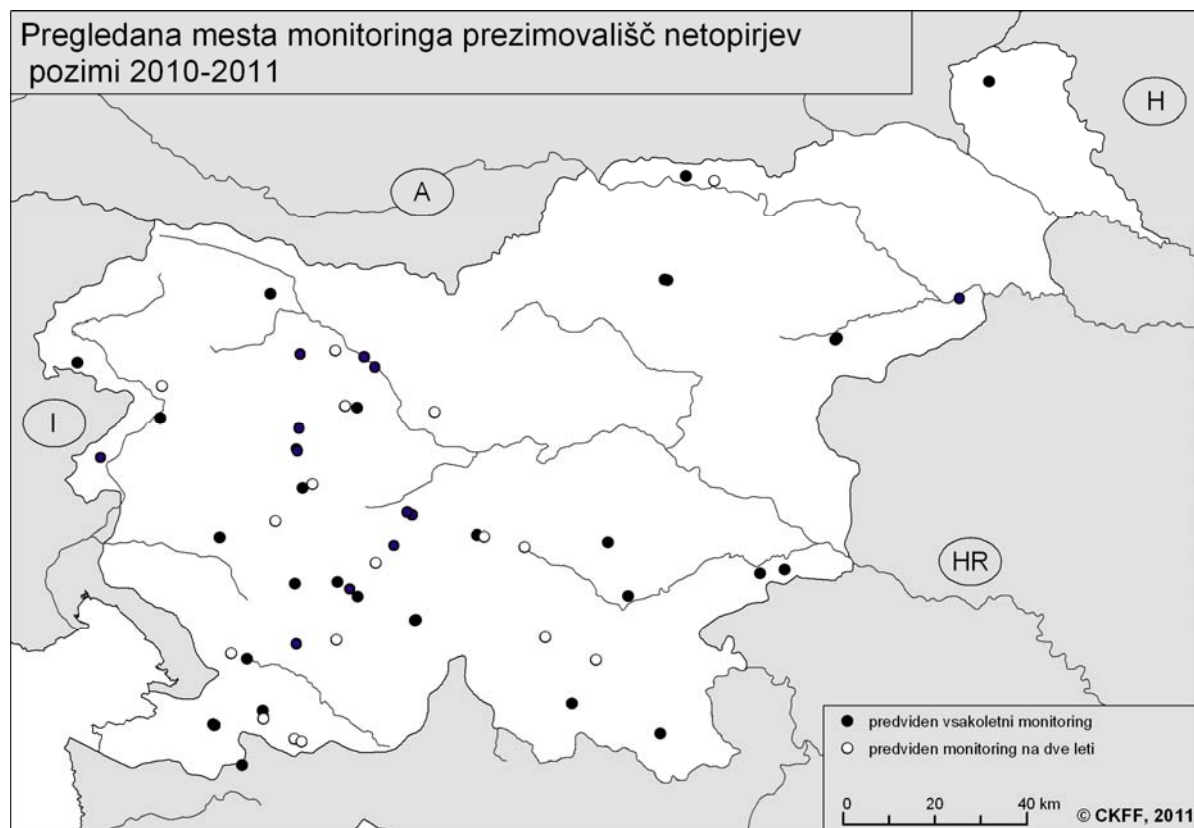 Pregledana mesta monitoringa prezimovališč netopirjev
pozimi 2010-2011
H
A
I
HR
predviden vsakoletni monitoring
predviden monitoring na dve leti
0 20 40 km
© CKFF, 2011